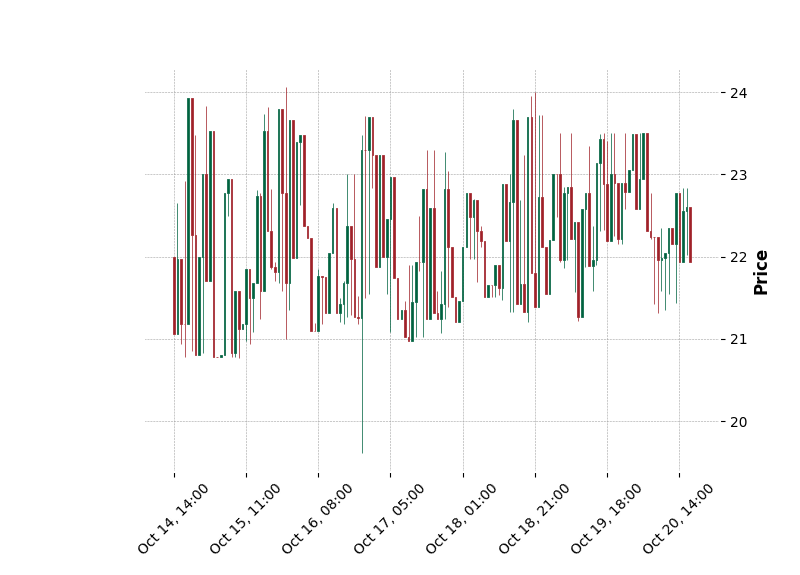 24
23
22
21
20
Price
Oct 14, 14:00
Oct 15, 11:00
Oct 16, 08:00
Oct 17, 05:00
Oct 18, 01:00
Oct 18, 21:00
Oct 19, 18:00
Oct 20, 14:00